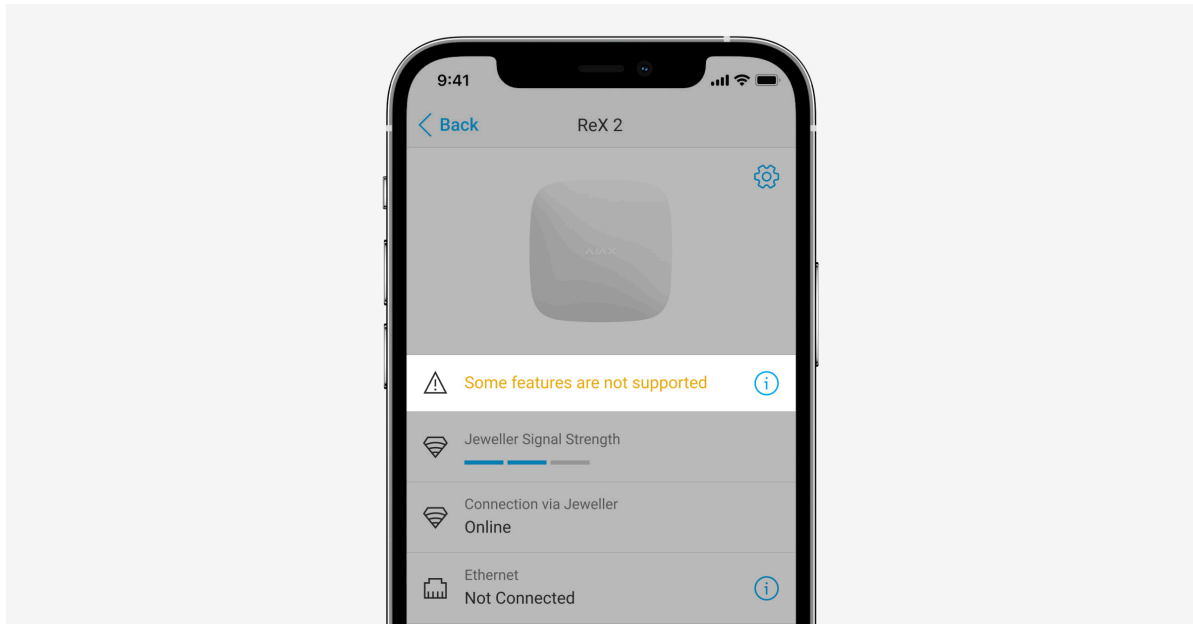 9:41
Back
ReX 2
AJAX
Some features are not supported
Jeweller Signal Strength
Connection via Jeweller
Online
Ethernet
Not Connected